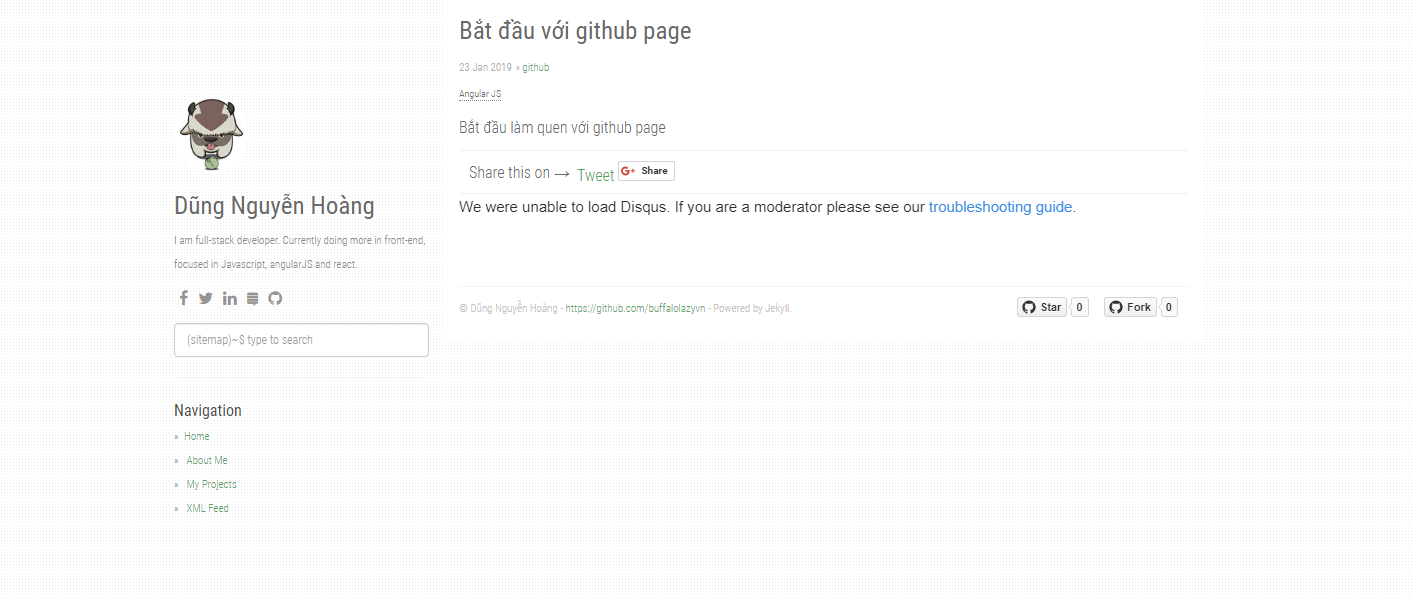 Dũng Nguyễn Hoàng
I am full-stack developer. Currently doing more in front-end,
focused in Javascript, angularJS and react.
(sitemap)~$ type to search
Navigation
» Home
» About Me
» My Projects
» XML Feed
Bắt đầu với github page
23 Jan 2019 » github
Angular JS
Bắt đầu làm quen với github page
Share this on → Tweet G+ Share
We were unable to load Disqus. If you are a moderator please see our troubleshooting guide.
© Dũng Nguyễn Hoàng - https://github.com/buffalolazyvn - Powered by Jekyll.
Star 0 Fork 0